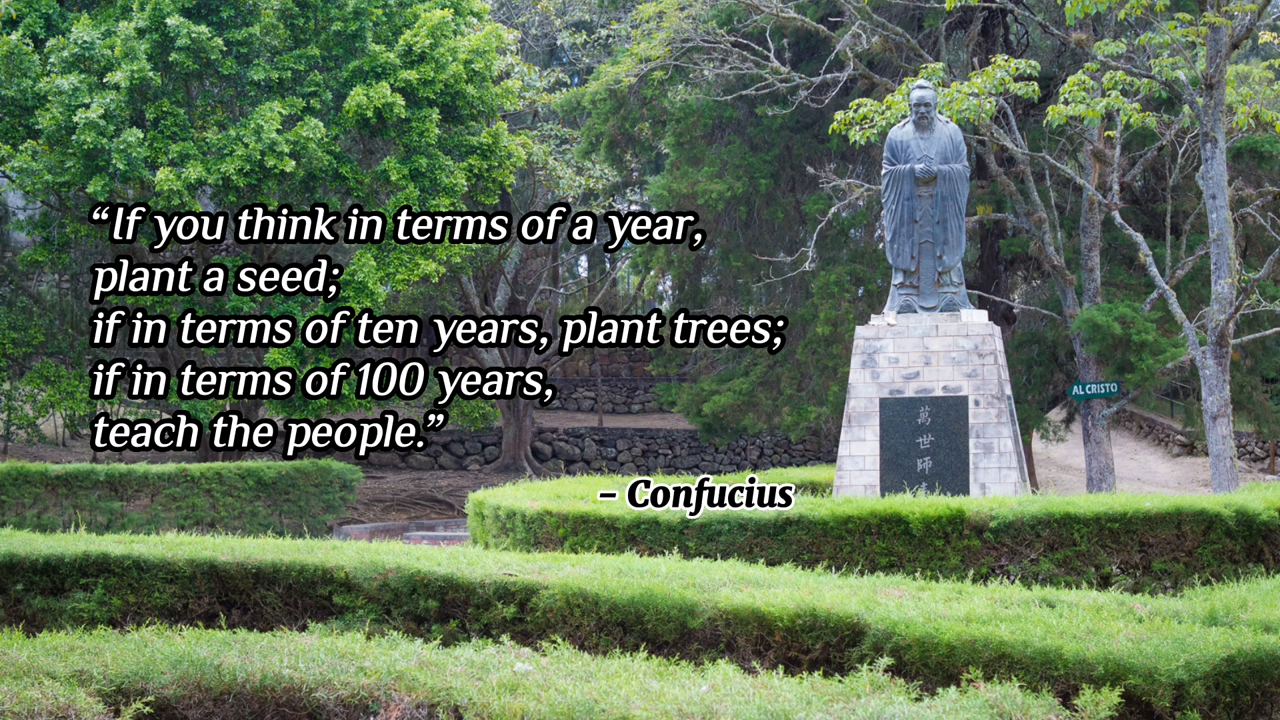 “If you think in terms of a year,
plant a seed;
if in terms of ten years, plant trees;
if in terms of 100 years,
teach the people.”
– Confucius
AL CRISTO
萬世師